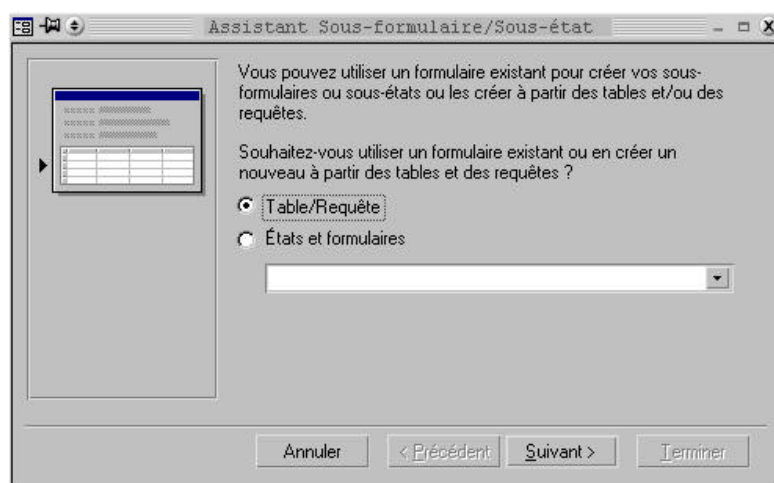 Assistant Sous-formulaire/Sous-état
Vous pouvez utiliser un formulaire existant pour créer vos sous-
formulaires ou sous-états ou les créer à partir des tables et/ou des
requêtes.
Souhaitez-vous utiliser un formulaire existant ou en créer un
nouveau à partir des tables et des requêtes ?
Table/Requête
États et formulaires
Annuler
< Précédent
Suivant >
Terminer